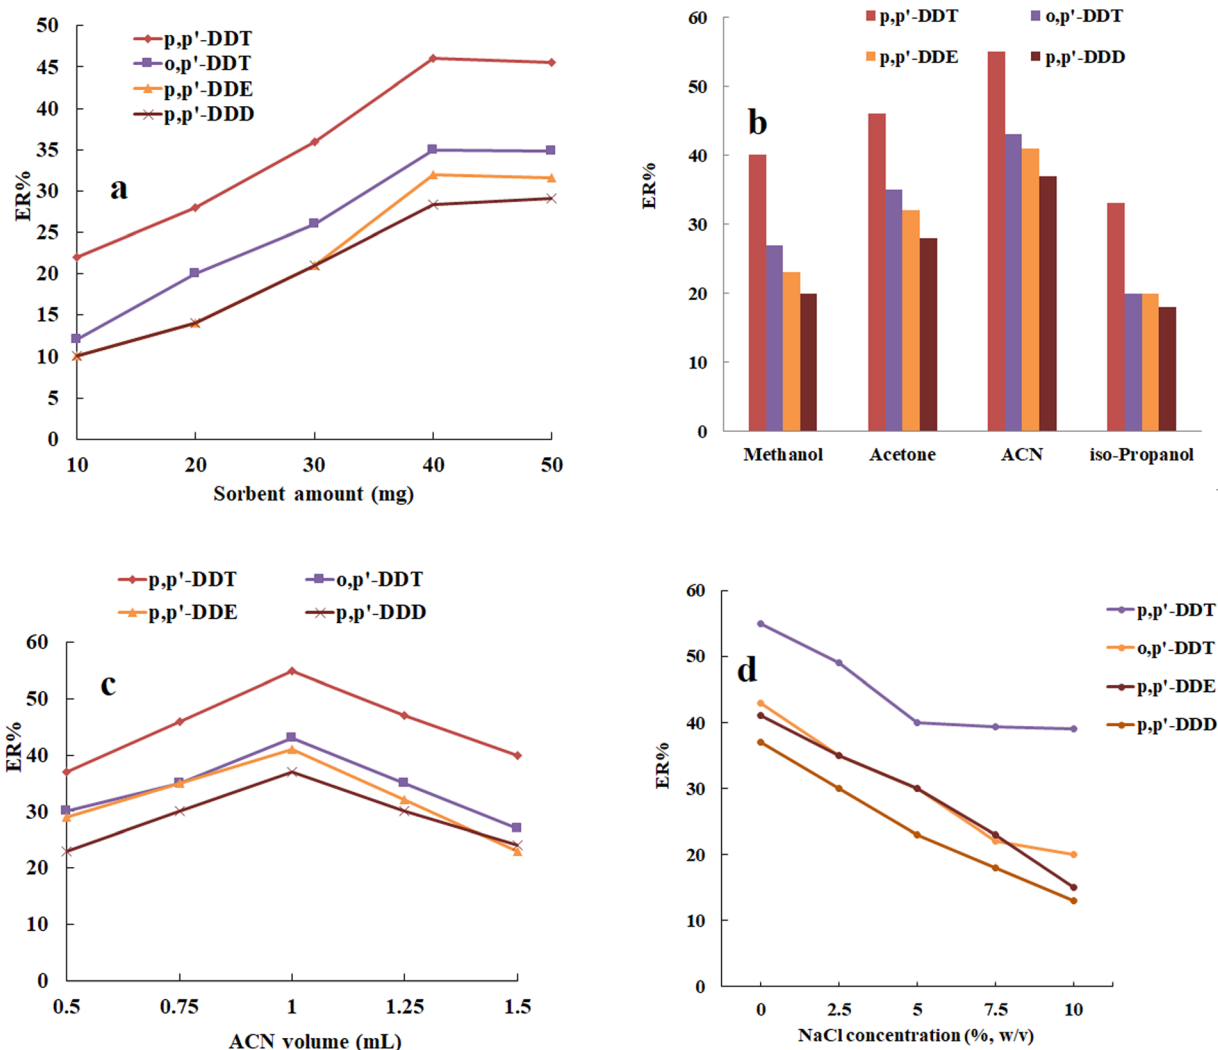 50
45
40
35
30
25
20
15
10
5
0
ER%
p,p'-DDT
o,p'-DDT
p,p'-DDE
p,p'-DDD
a
10 20 30 40 50
Sorbent amount (mg)
60
50
40
30
20
10
0
ER%
p,p'-DDT o,p'-DDT
p,p'-DDE p,p'-DDD
b
Methanol Acetone ACN iso-Propanol
p,p'-DDT o,p'-DDT
p,p'-DDE p,p'-DDD
60
50
40
30
20
10
0
ER%
c
0.5 0.75 1 1.25 1.5
ACN volume (mL)
60
50
40
30
20
10
0
ER%
d
p,p'-DDT
o,p'-DDT
p,p'-DDE
p,p'-DDD
0 2.5 5 7.5 10
NaCl concentration (%, w/v)